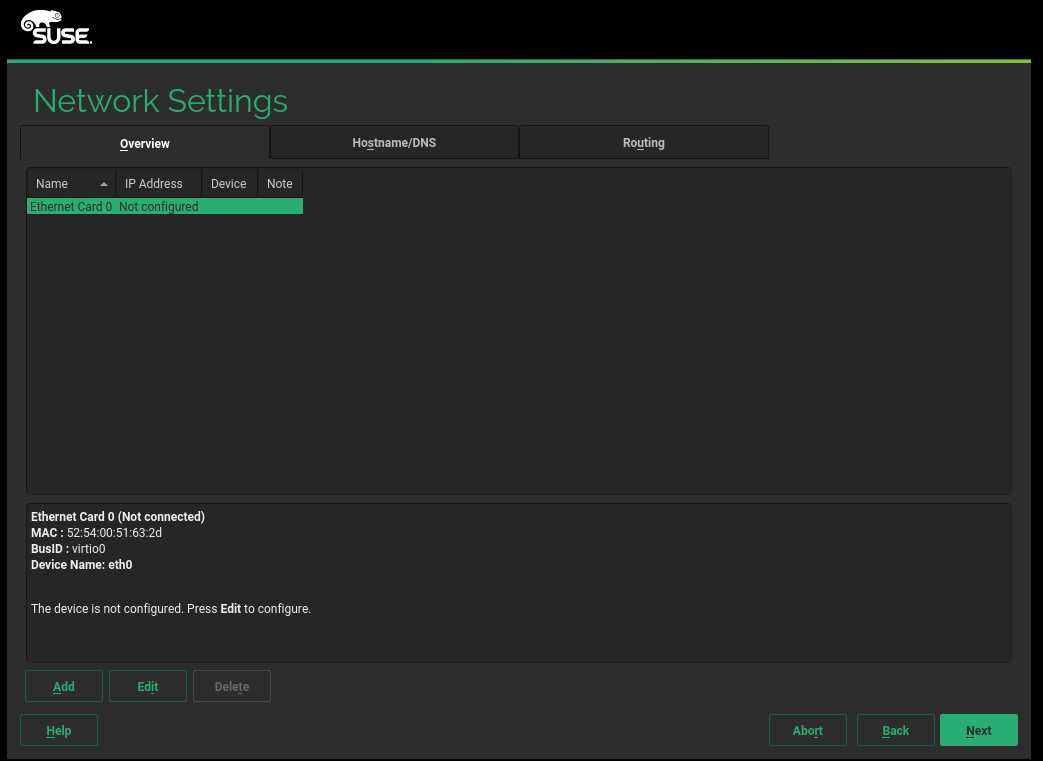 SUSE.
Network Settings
Overview Hostname/DNS Routing
Name IP Address Device Note
Ethernet Card 0 Not configured
Ethernet Card 0 (Not connected)
MAC : 52:54:00:51:63:2d
BusID : virtio0
Device Name: eth0
The device is not configured. Press Edit to configure.
Add Edit Delete
Help Abort Back Next